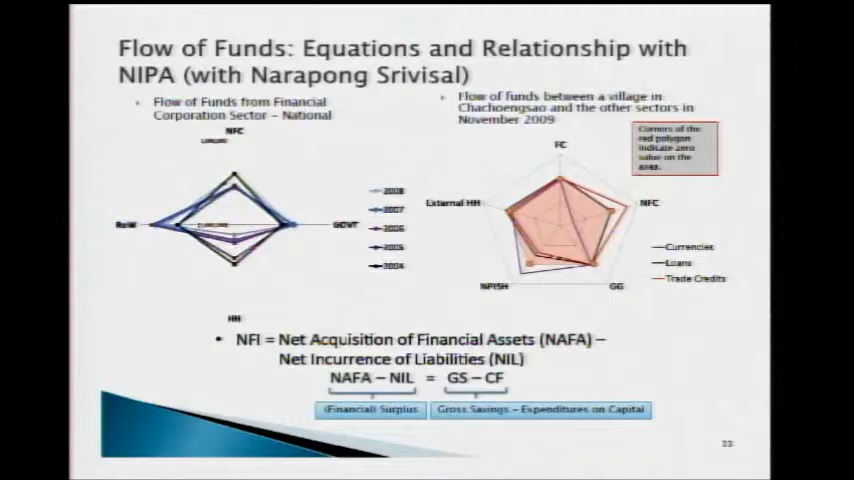 Flow of Funds: Equations and Relationship with
NIPA (with Narapong Srivisal)
Flow of Funds from Financial
Corporation Sector – National
Flow of funds between a village in
Chachoengsao and the other sectors in
November 2009
NFC
RoW
GOVT
HH
2008
2007
2006
2005
2004
Corners of the
red polygon
indicate zero
value on the
axes.
FC
External HH
NFC
NFISH
GG
Currencies
Loans
Trade Credits
• NFI = Net Acquisition of Financial Assets (NAFA) –
Net Incurrence of Liabilities (NIL)
NAFA – NIL = GS – CF
(Financial) Surplus
Gross Savings – Expenditures on Capital